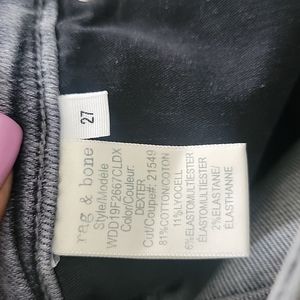 27
rag & bone
Style/Modèle
WDD19F2667CLDX
Color/Couleur:
DEXTER
Cut/Coupe#: 21549
81%COTTON/COTON
11%LYOCELL
6%ELASTOMULTIESTER
ÉLASTOMULTIESTER
2%ELASTANE/
ÉLASTHANNE